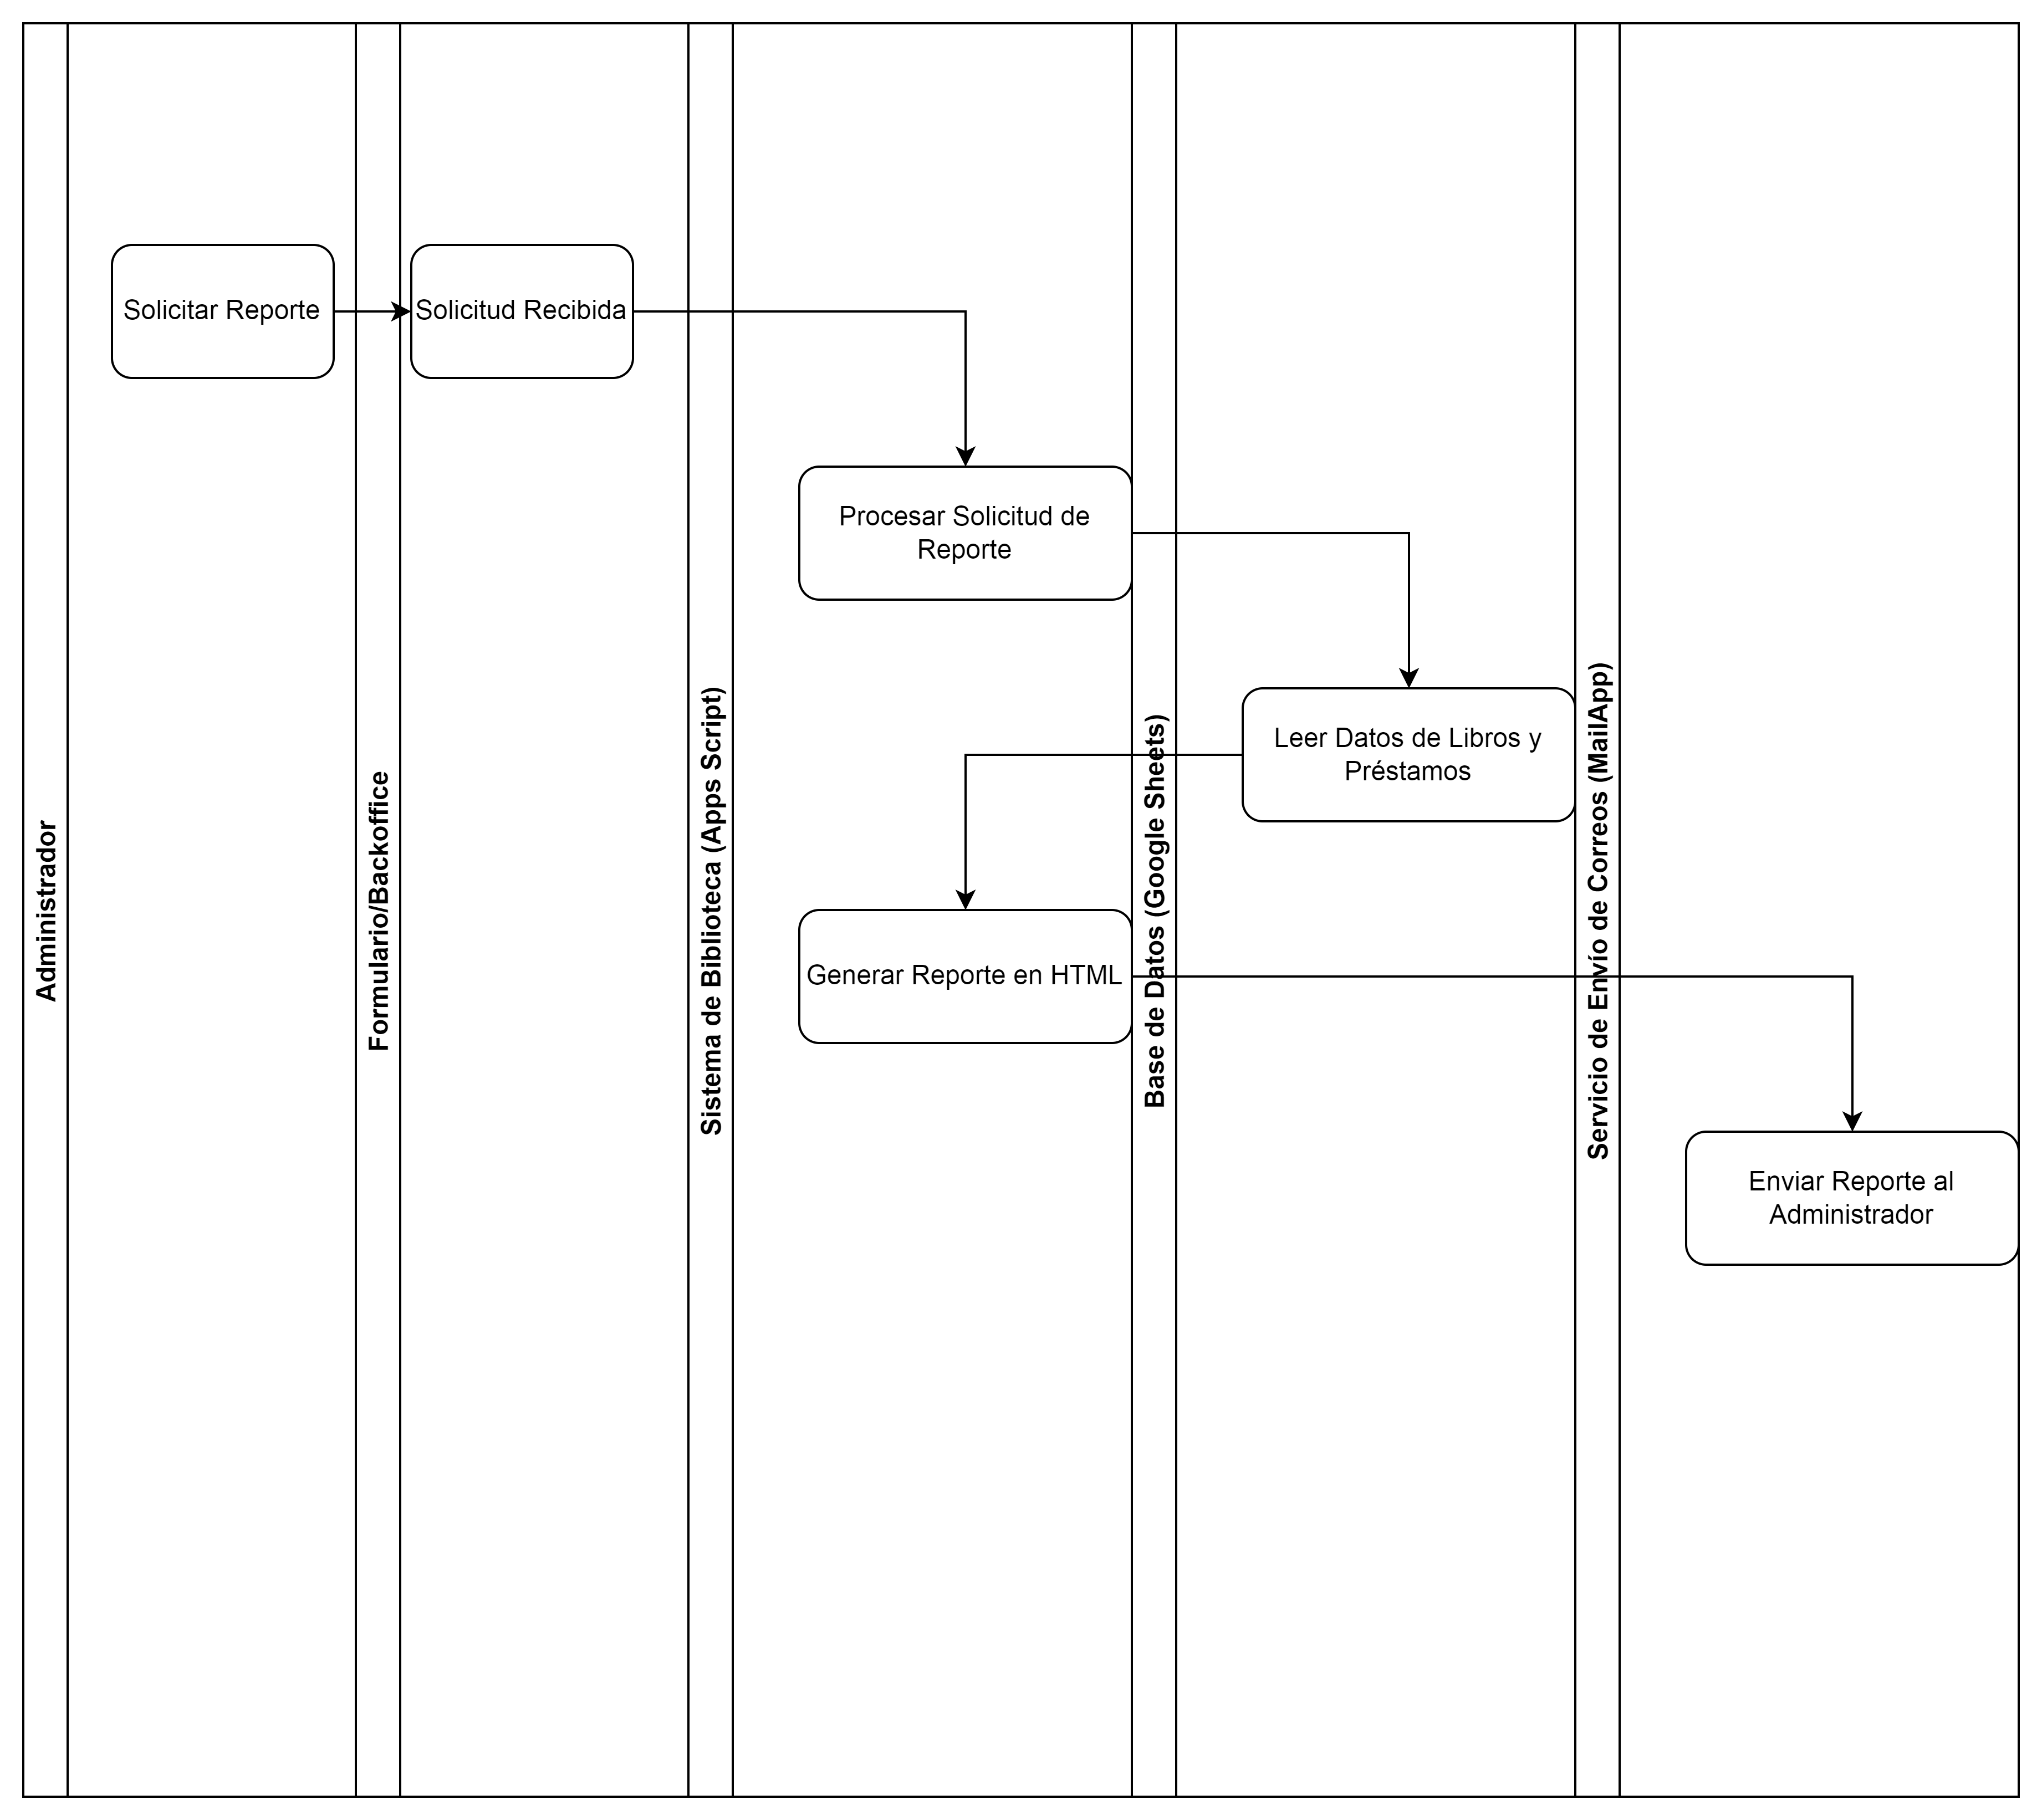 Administrador
Solicitar Reporte
Formulario/Backoffice
Solicitud Recibida
Sistema de Biblioteca (Apps Script)
Procesar Solicitud de
Reporte
Generar Reporte en HTML
Base de Datos (Google Sheets)
Leer Datos de Libros y
Préstamos
Servicio de Envío de Correos (MailApp)
Enviar Reporte al
Administrador